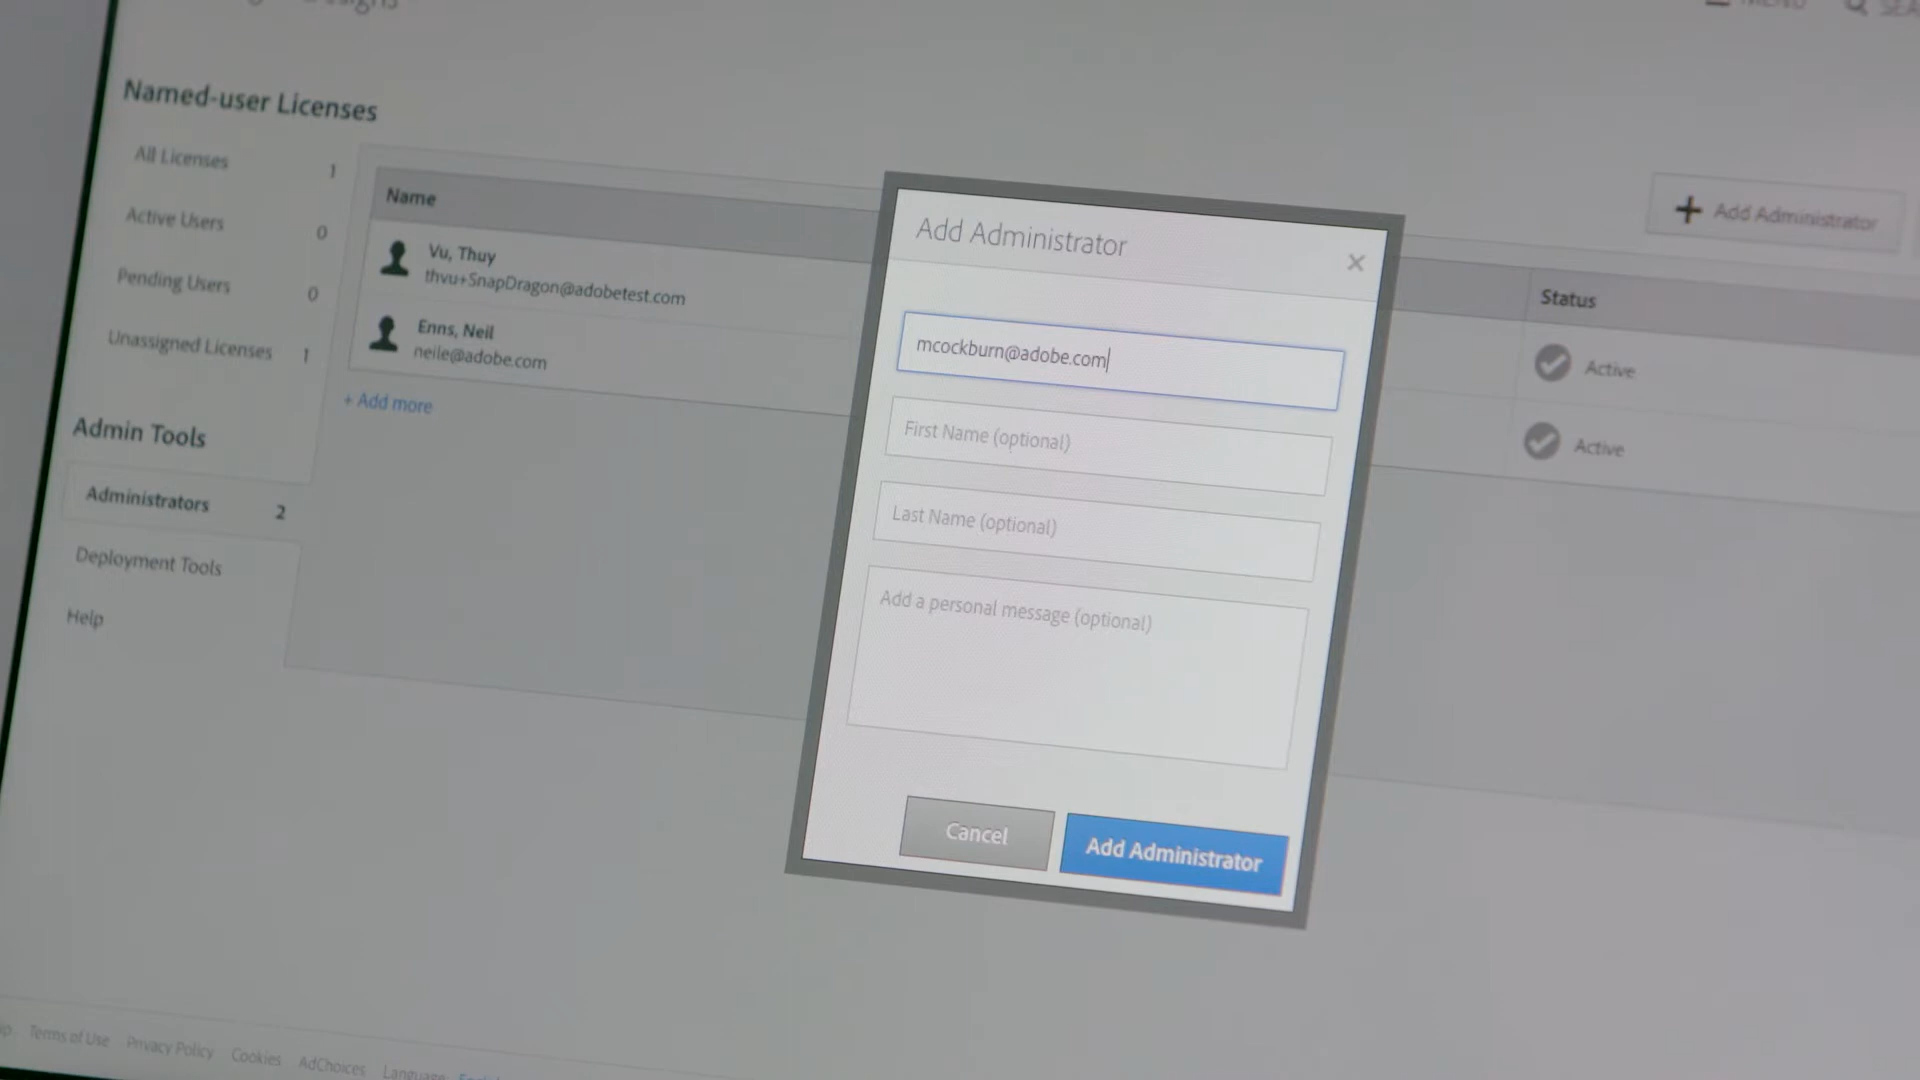 MENU
Named-user Licenses
All Licenses 1
Active Users 0
Pending Users 0
Unassigned Licenses 1
Admin Tools
Administrators 2
Deployment Tools
Help
Name
Vu, Thuy
thvu+SnapDragon@adobetest.com
Enns, Neil
neile@adobe.com
+ Add more
+ Add Administrator
Status
Active
Active
Add Administrator
×
mcockburn@adobe.com
First Name (optional)
Last Name (optional)
Add a personal message (optional)
Cancel
Add Administrator
Terms of Use Privacy Policy Cookies AdChoices Language